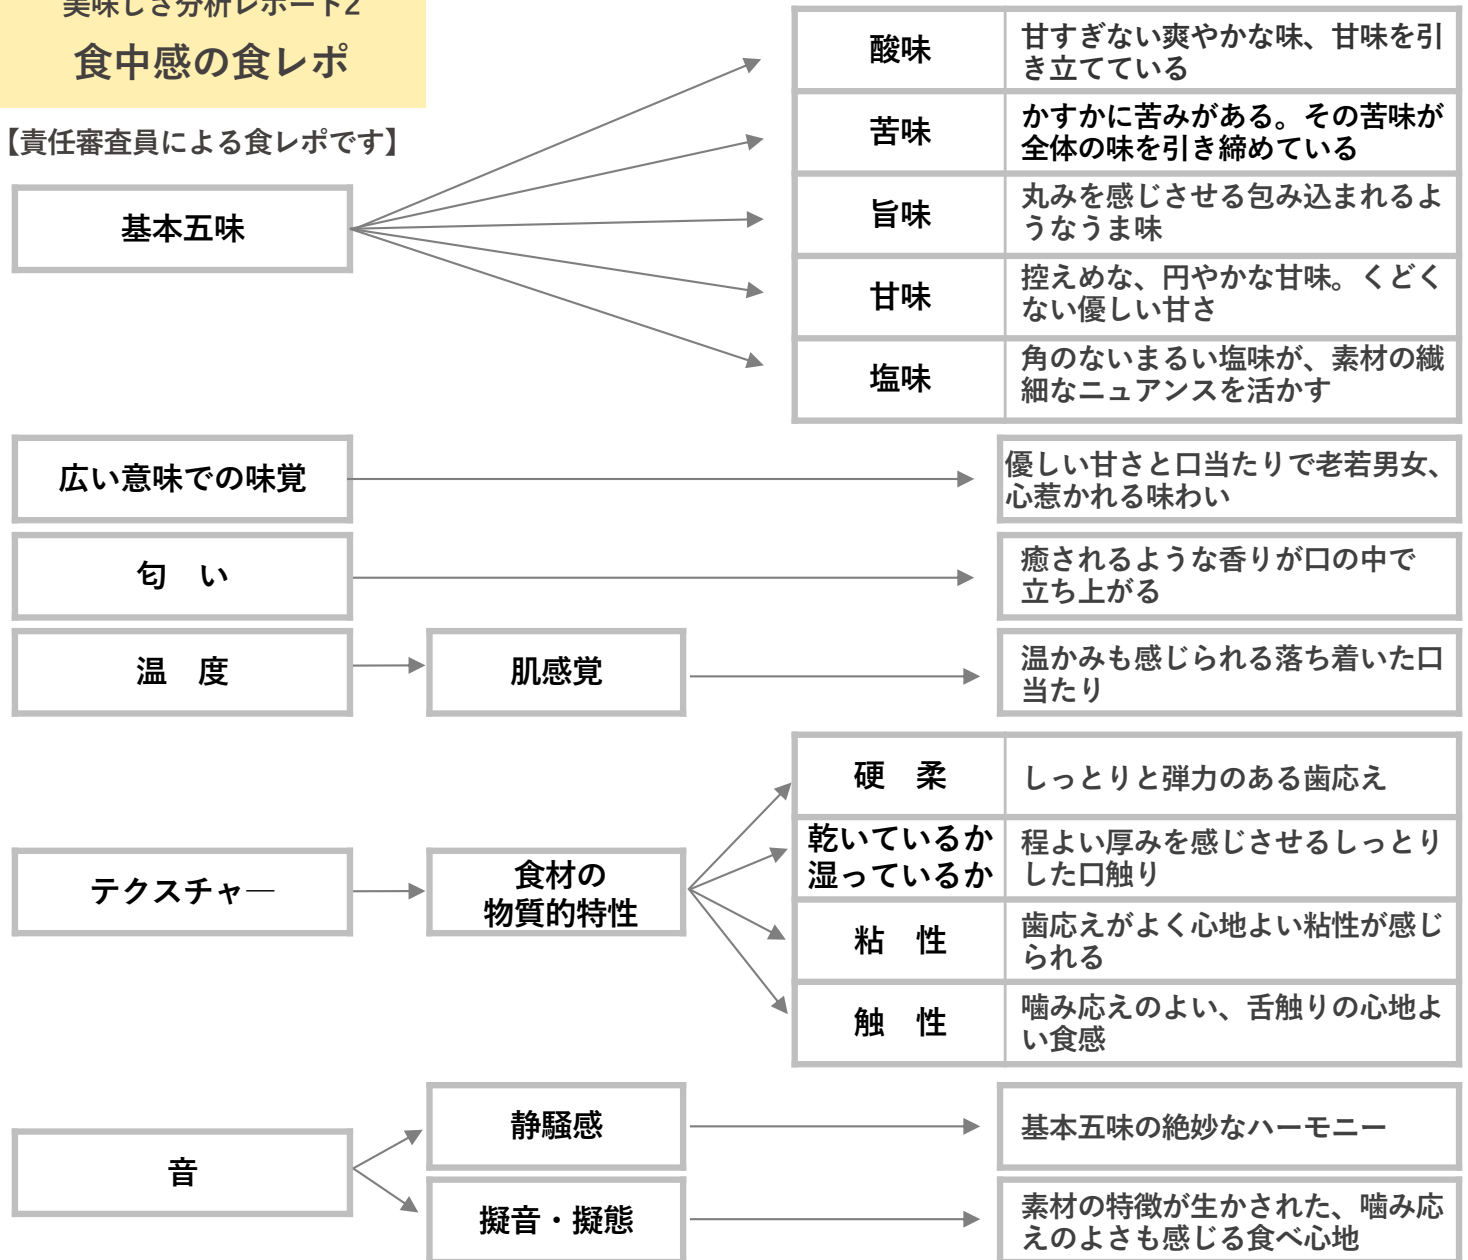 美味しさ分析レポート2
食中感の食レポ
【責任審査員による食レポです】
基本五味
酸味
甘すぎない爽やかな味、甘味を引
き立てている
苦味
かすかに苦みがある。その苦味が
全体の味を引き締めている
旨味
丸みを感じさせる包み込まれるよ
うなうま味
甘味
控えめな、円やかな甘味。くどく
ない優しい甘さ
塩味
角のないまるい塩味が、素材の繊
細なニュアンスを活かす
広い意味での味覚
優しい甘さと口当たりで老若男女、
心惹かれる味わい
匂　い
癒されるような香りが口の中で
立ち上がる
温　度
肌感覚
温かみも感じられる落ち着いた口
当たり
テクスチャ―
食材の
物質的特性
硬　柔
しっとりと弾力のある歯応え
乾いているか
湿っているか
程よい厚みを感じさせるしっとり
した口触り
粘　性
歯応えがよく心地よい粘性が感じ
られる
触　性
噛み応えのよい、舌触りの心地よ
い食感
音
静騒感
基本五味の絶妙なハーモニー
擬音・擬態
素材の特徴が生かされた、噛み応
えのよさも感じる食べ心地